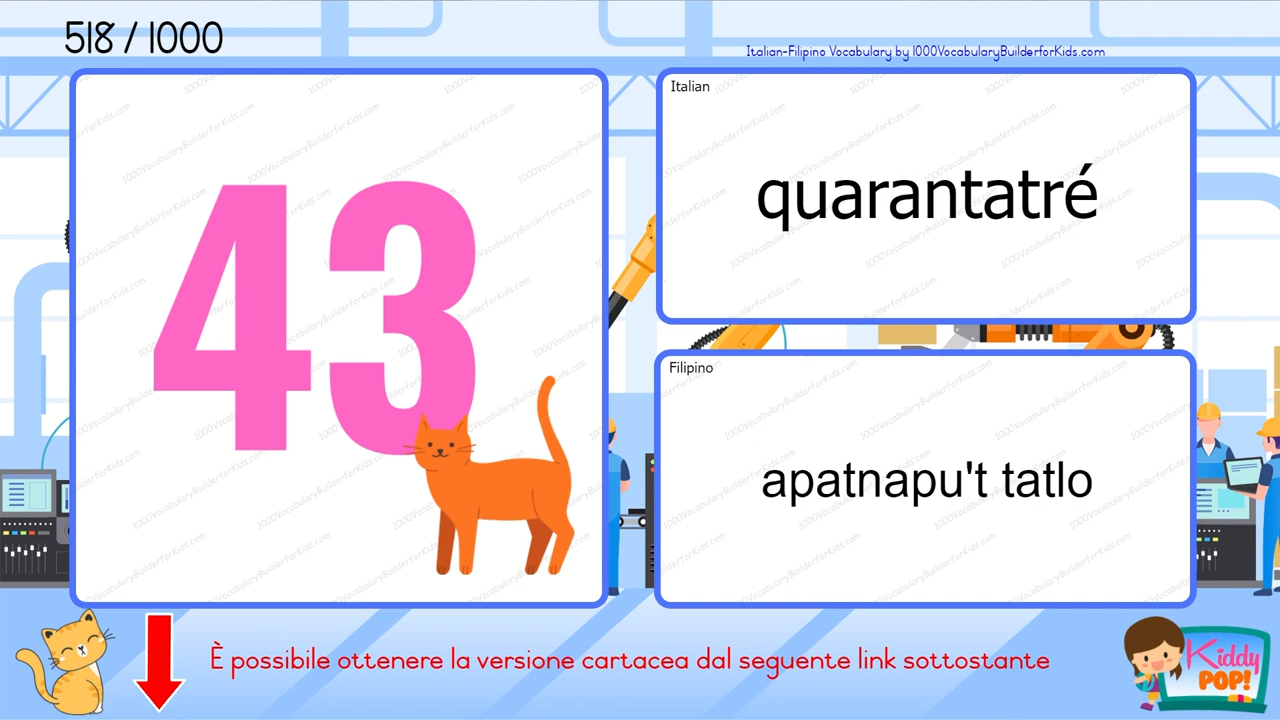 518 / 1000
Italian-Filipino Vocabulary by 1000VocabularyBuilderforKids.com
43
Italian
quarantatré
Filipino
apatnapu't tatlo
È possibile ottenere la versione cartacea dal seguente link sottostante
Kiddy
POP!